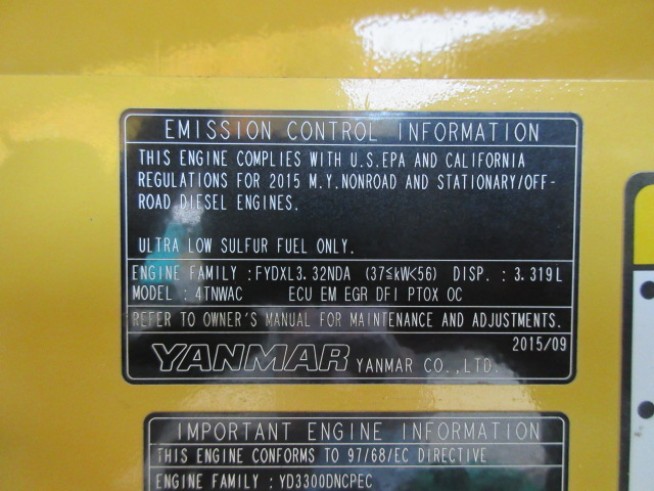 EMISSION CONTROL INFORMATION
THIS ENGINE COMPLIES WITH U.S.EPA AND CALIFORNIA
REGULATIONS FOR 2015 M.Y.NONROAD AND STATIONARY/OFF-
ROAD DIESEL ENGINES.
ULTRA LOW SULFUR FUEL ONLY.
ENGINE FAMILY : FYDXL3.32NDA (37≦kW<56) DISP. : 3.319L
MODEL : 4TNWAC ECU EM EGR DFI PTOX OC
REFER TO OWNER'S MANUAL FOR MAINTENANCE AND ADJUSTMENTS.
2015/09
YANMAR YANMAR CO.,LTD.
IMPORTANT ENGINE INFORMATION
THIS ENGINE CONFORMS TO 97/68/EC DIRECTIVE
ENGINE FAMILY : YD3300DNCPEC